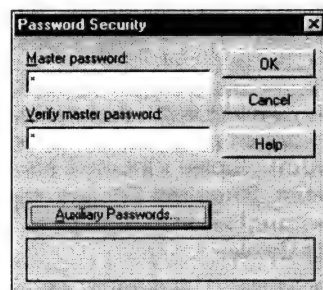 Password Security
Master password:
*
OK
Cancel
Verify master password:
*
Help
Auxiliary Passwords...